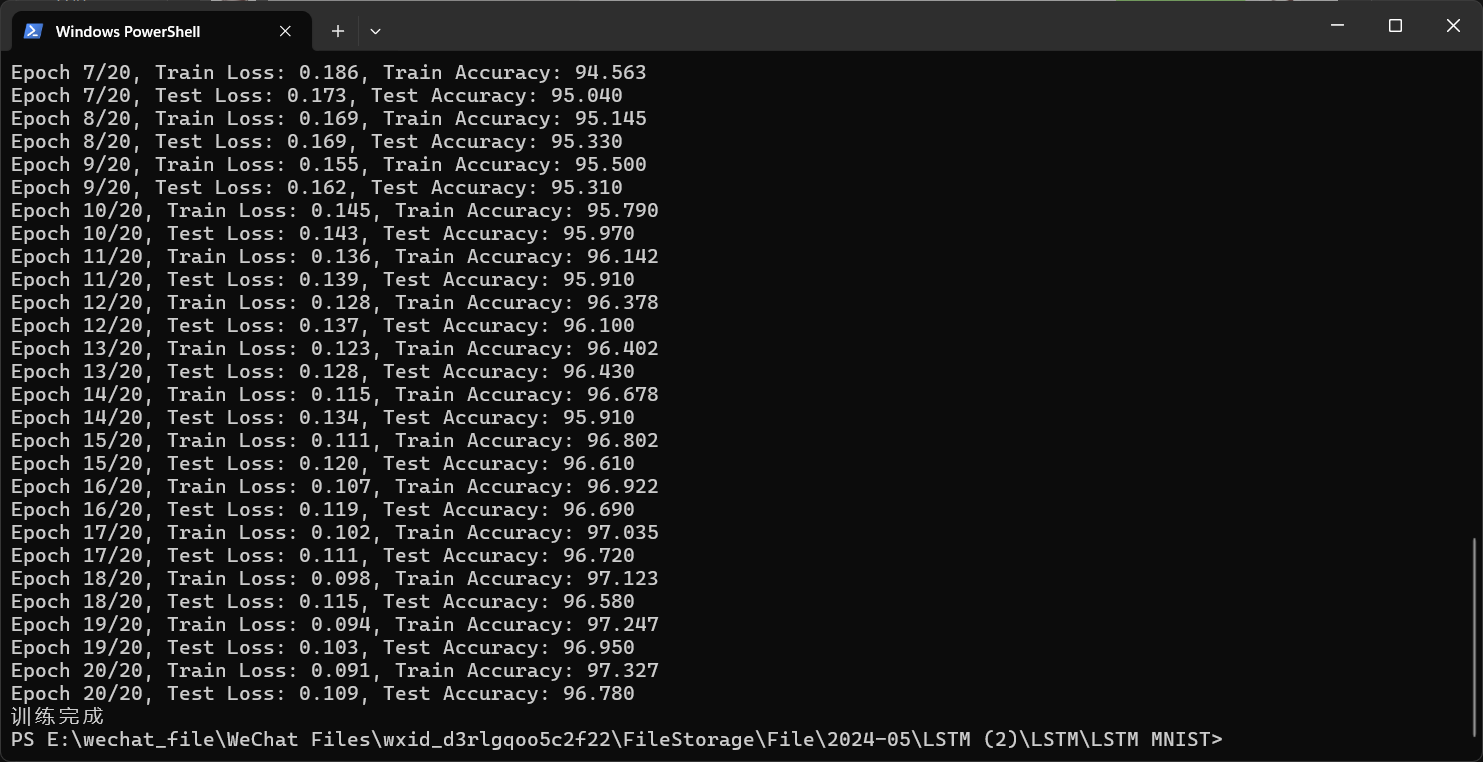 Windows PowerShell
Epoch 7/20, Train Loss: 0.186, Train Accuracy: 94.563
Epoch 7/20, Test Loss: 0.173, Test Accuracy: 95.040
Epoch 8/20, Train Loss: 0.169, Train Accuracy: 95.145
Epoch 8/20, Test Loss: 0.169, Test Accuracy: 95.330
Epoch 9/20, Train Loss: 0.155, Train Accuracy: 95.500
Epoch 9/20, Test Loss: 0.162, Test Accuracy: 95.310
Epoch 10/20, Train Loss: 0.145, Train Accuracy: 95.790
Epoch 10/20, Test Loss: 0.143, Test Accuracy: 95.970
Epoch 11/20, Train Loss: 0.136, Train Accuracy: 96.142
Epoch 11/20, Test Loss: 0.139, Test Accuracy: 95.910
Epoch 12/20, Train Loss: 0.128, Train Accuracy: 96.378
Epoch 12/20, Test Loss: 0.137, Test Accuracy: 96.100
Epoch 13/20, Train Loss: 0.123, Train Accuracy: 96.402
Epoch 13/20, Test Loss: 0.128, Test Accuracy: 96.430
Epoch 14/20, Train Loss: 0.115, Train Accuracy: 96.678
Epoch 14/20, Test Loss: 0.134, Test Accuracy: 95.910
Epoch 15/20, Train Loss: 0.111, Train Accuracy: 96.802
Epoch 15/20, Test Loss: 0.120, Test Accuracy: 96.610
Epoch 16/20, Train Loss: 0.107, Train Accuracy: 96.922
Epoch 16/20, Test Loss: 0.119, Test Accuracy: 96.690
Epoch 17/20, Train Loss: 0.102, Train Accuracy: 97.035
Epoch 17/20, Test Loss: 0.111, Test Accuracy: 96.720
Epoch 18/20, Train Loss: 0.098, Train Accuracy: 97.123
Epoch 18/20, Test Loss: 0.115, Test Accuracy: 96.580
Epoch 19/20, Train Loss: 0.094, Train Accuracy: 97.247
Epoch 19/20, Test Loss: 0.103, Test Accuracy: 96.950
Epoch 20/20, Train Loss: 0.091, Train Accuracy: 97.327
Epoch 20/20, Test Loss: 0.109, Test Accuracy: 96.780
训练完成
PS E:\wechat_file\WeChat Files\wxid_d3rlgqoo5c2f22\FileStorage\File\2024-05\LSTM (2)\LSTM\LSTM MNIST>